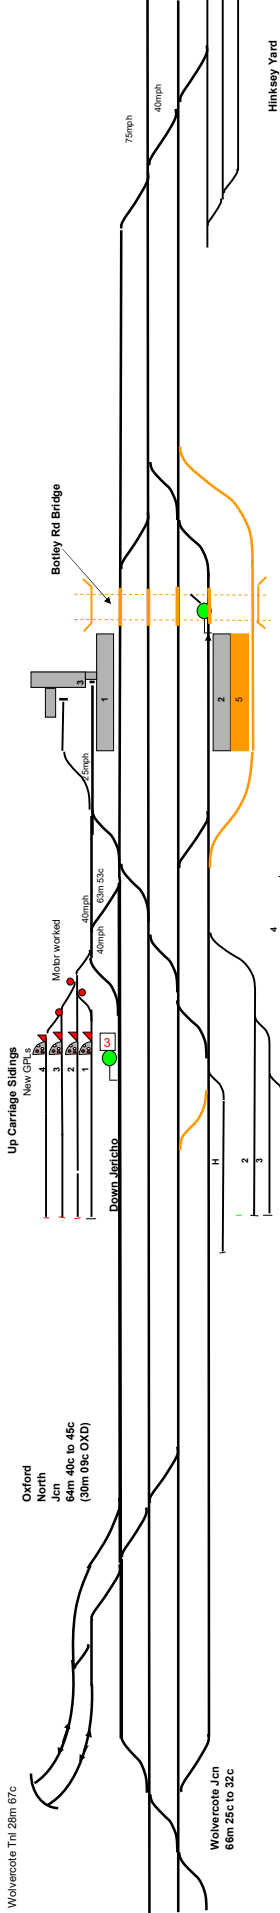 Hinksey Yard
40mph
75mph
Botley Rd Bridge
3
1
2
5
25mph
63m 53c
40mph
40mph
Motor worked
4
Up Carriage Sidings
New GPLs
4
3
2
1
3
Down Jericho
H
2
3
Oxford
North
Jcn
64m 40c to 45c
(30m 09c OXD)
Wolvercote Jcn
66m 25c to 32c
Wolvercote Tnl 28m 67c